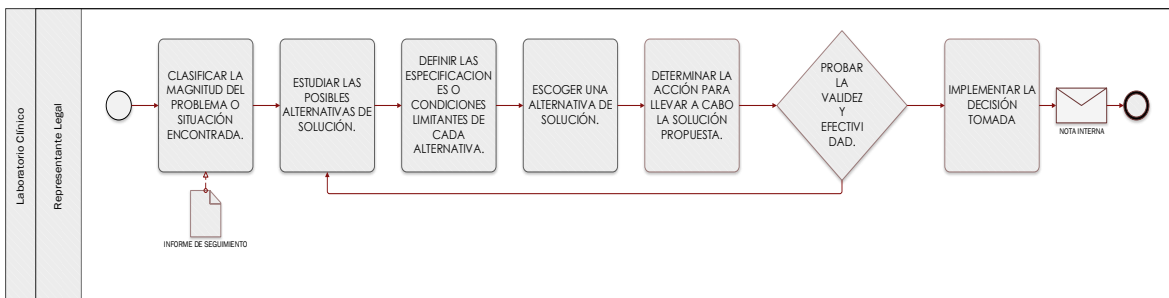 Laboratorio Clínico
Representante Legal
CLASIFICAR LA
MAGNITUD DEL
PROBLEMA O
SITUACIÓN
ENCONTRADA.
INFORME DE SEGUIMIENTO
ESTUDIAR LAS
POSIBLES
ALTERNATIVAS DE
SOLUCIÓN.
DEFINIR LAS
ESPECIFICACION
ES O
CONDICIONES
LIMITANTES DE
CADA
ALTERNATIVA.
ESCOGER UNA
ALTERNATIVA DE
SOLUCIÓN.
DETERMINAR LA
ACCIÓN PARA
LLEVAR A CABO
LA SOLUCIÓN
PROPUESTA.
PROBAR
LA
VALIDEZ
Y
EFECTIVI
DAD.
IMPLEMENTAR LA
DECISIÓN
TOMADA
NOTA INTERNA